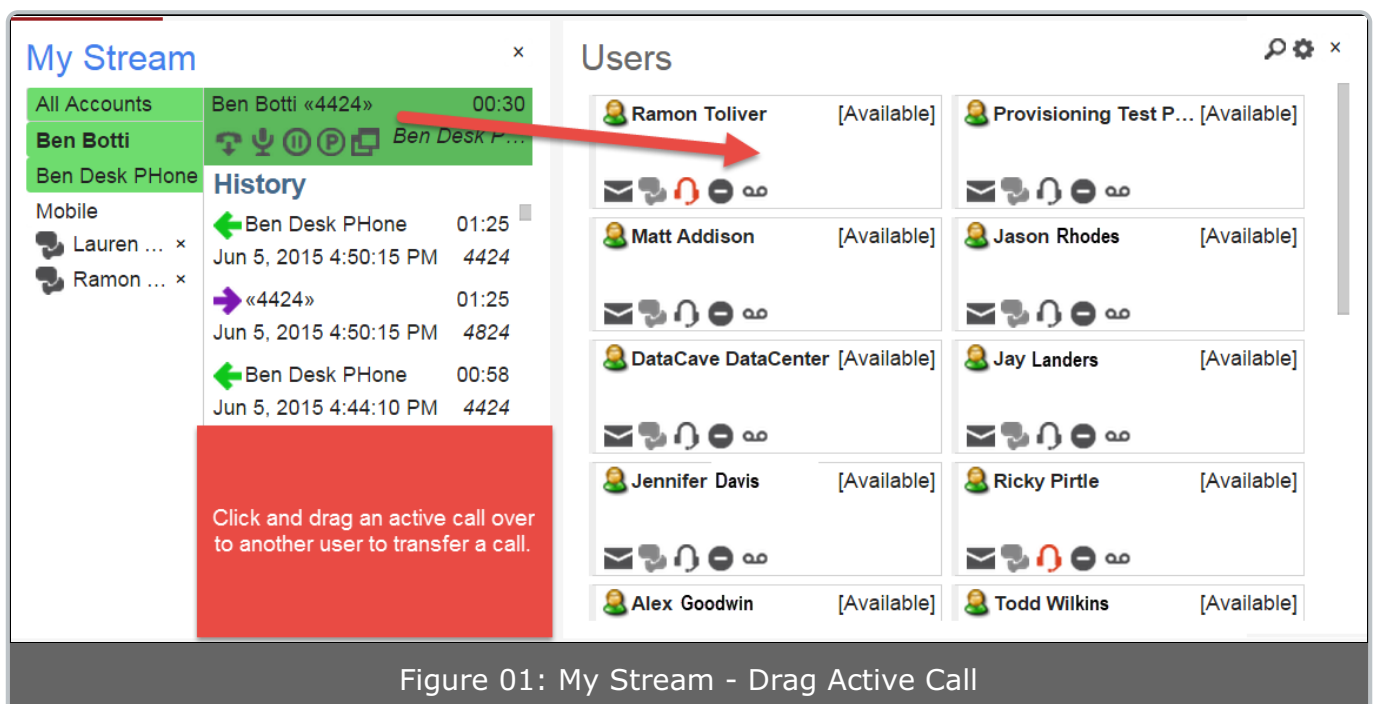 My Stream ×
All Accounts
Ben Botti
Ben Desk PHone
Mobile
Lauren ... ×
Ramon ... ×
Ben Botti «4424» 00:30
Ben Desk P...
History
Ben Desk PHone 01:25
Jun 5, 2015 4:50:15 PM 4424
«4424» 01:25
Jun 5, 2015 4:50:15 PM 4824
Ben Desk PHone 00:58
Jun 5, 2015 4:44:10 PM 4424
Click and drag an active call over
to another user to transfer a call.
Users ×
Ramon Toliver [Available]
Provisioning Test P... [Available]
Matt Addison [Available]
Jason Rhodes [Available]
DataCave DataCenter [Available]
Jay Landers [Available]
Jennifer Davis [Available]
Ricky Pirtle [Available]
Alex Goodwin [Available]
Todd Wilkins [Available]
Figure 01: My Stream - Drag Active Call